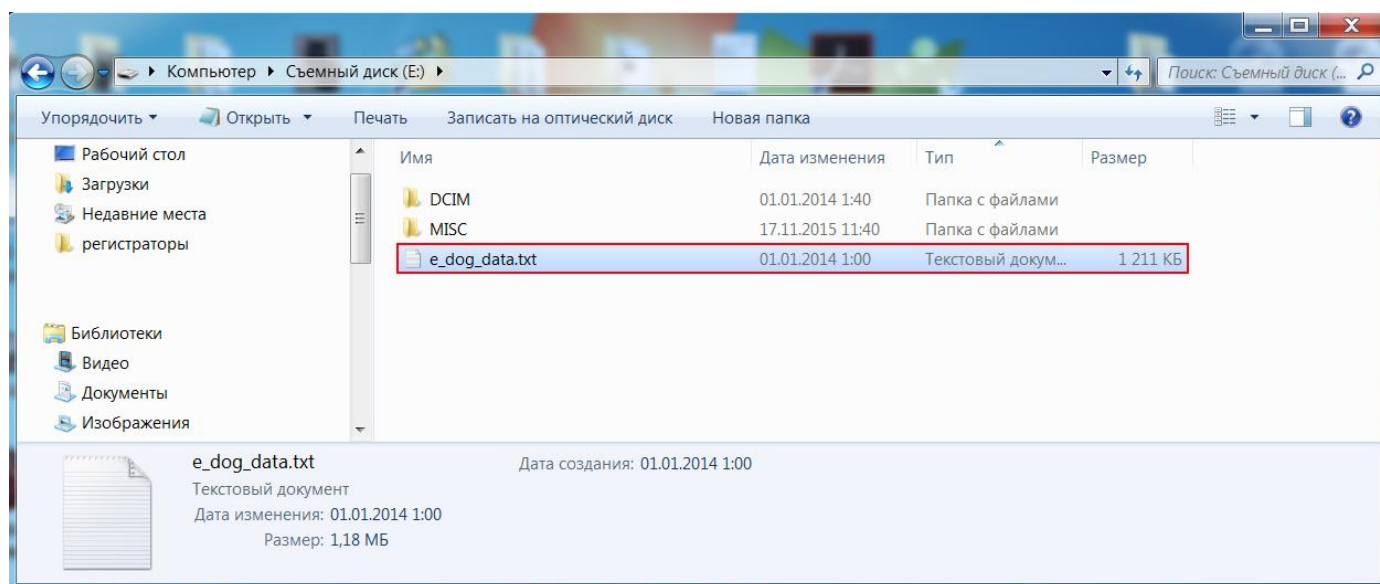 Компьютер ▸ Съемный диск (E:) ▸
Поиск: Съемный диск (...
Упорядочить
Открыть
Печать
Записать на оптический диск
Новая папка
Рабочий стол
Загрузки
Недавние места
регистраторы
Библиотеки
Видео
Документы
Изображения
Имя Дата изменения Тип Размер
DCIM 01.01.2014 1:40 Папка с файлами
MISC 17.11.2015 11:40 Папка с файлами
e_dog_data.txt 01.01.2014 1:00 Текстовый докум... 1 211 КБ
e_dog_data.txt Дата создания: 01.01.2014 1:00
Текстовый документ
Дата изменения: 01.01.2014 1:00
Размер: 1,18 МБ